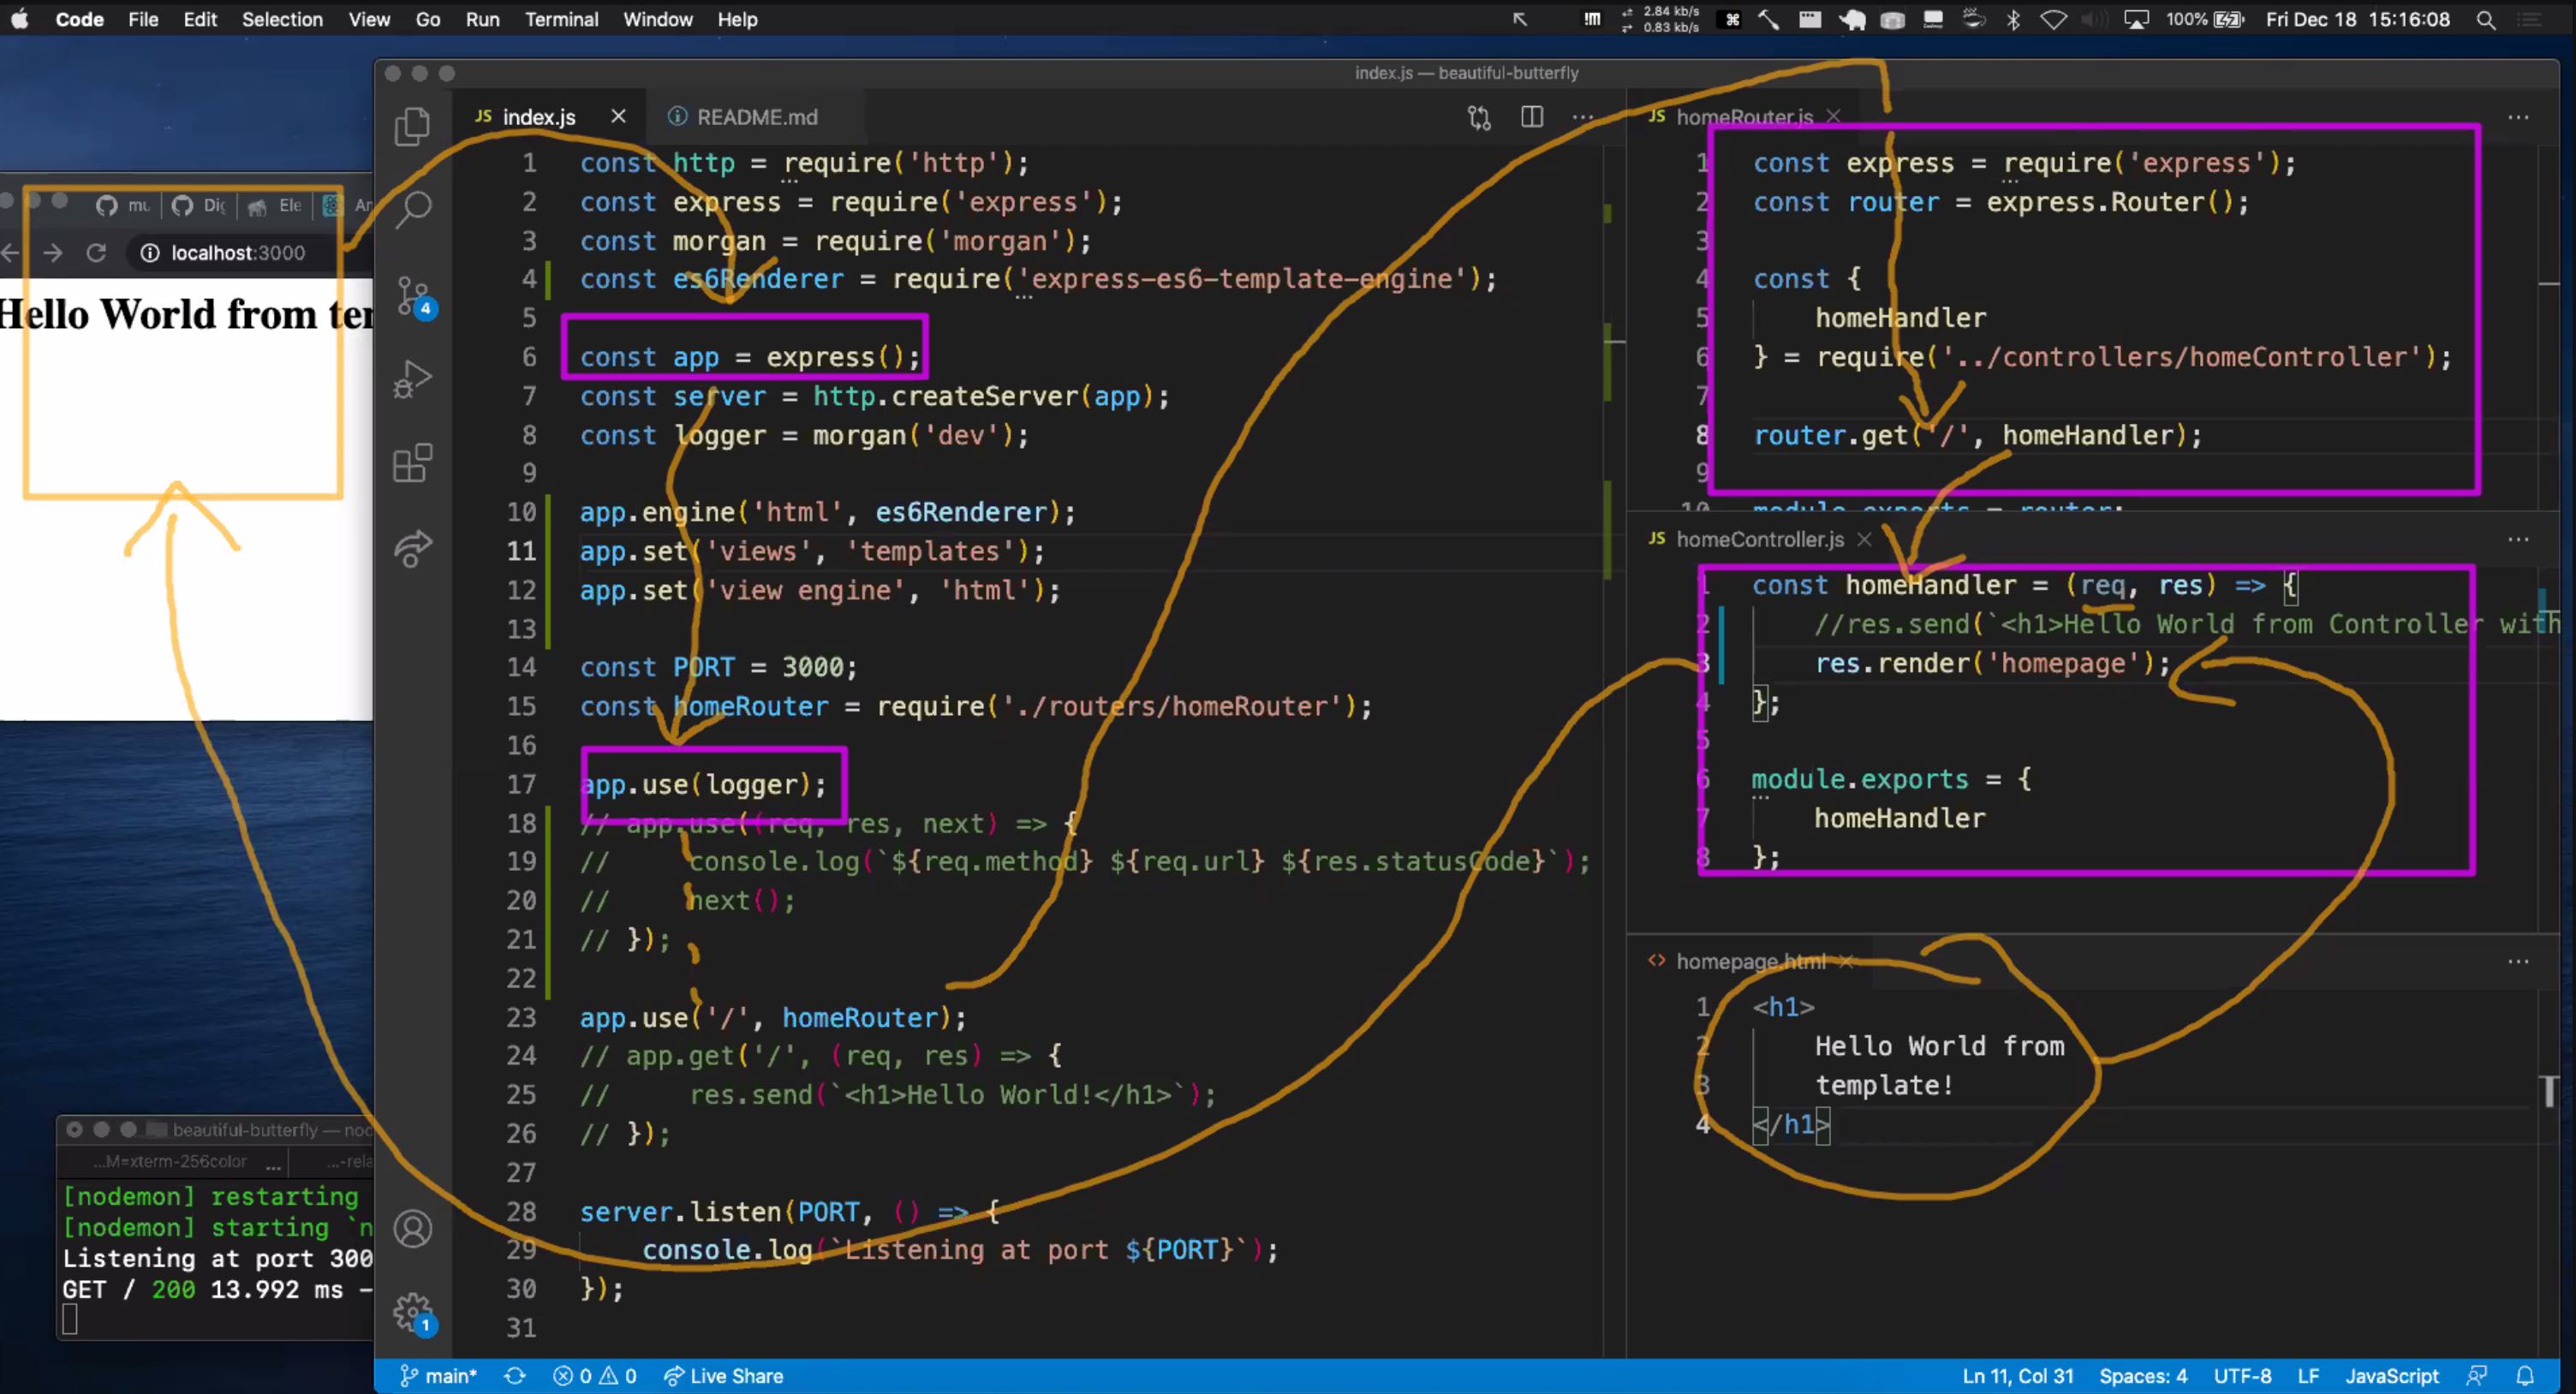 Code File Edit Selection View Go Run Terminal Window Help
2.84 kb/s
0.83 kb/s
100%
Fri Dec 18 15:16:08
index.js — beautiful-butterfly
mu
Dig
Ele
localhost:3000
Hello World from
JS index.js
README.md
4
1 const http = require('http');
2 const express = require('express');
3 const morgan = require('morgan');
4 const es6Renderer = require('express-es6-template-engine');
5
6 const app = express();
7 const server = http.createServer(app);
8 const logger = morgan('dev');
9
10 app.engine('html', es6Renderer);
11 app.set('views', 'templates');
12 app.set('view engine', 'html');
13
14 const PORT = 3000;
15 const homeRouter = require('./routers/homeRouter');
16
17 app.use(logger);
18 // app.use((req, res, next) => {
19 //     console.log(`${req.method} ${req.url} ${res.statusCode}`);
20 //     next();
21 // });
22
23 app.use('/', homeRouter);
24 // app.get('/', (req, res) => {
25 //     res.send(`<h1>Hello World!</h1>`);
26 // });
27
28 server.listen(PORT, () => {
29     console.log(`Listening at port ${PORT}`);
30 });
31
JS homeRouter.js
1 const express = require('express');
2 const router = express.Router();
3
4 const {
5     homeHandler
6 } = require('../controllers/homeController');
7
8 router.get('/', homeHandler);
9
10 module.exports = router;
JS homeController.js
1 const homeHandler = (req, res) => {
2     //res.send(`<h1>Hello World from Controller with
3     res.render('homepage');
4 };
5
6 module.exports = {
7     homeHandler
8 };
<> homepage.html
1 <h1>
2     Hello World from
3     template!
4 </h1>
beautiful-butterfly —
...M=xterm-256color ...
[nodemon] restarting
[nodemon] starting `n
Listening at port 300
GET / 200 13.992 ms -
1
main* 0 0 Live Share
Ln 11, Col 31 Spaces: 4 UTF-8 LF JavaScript